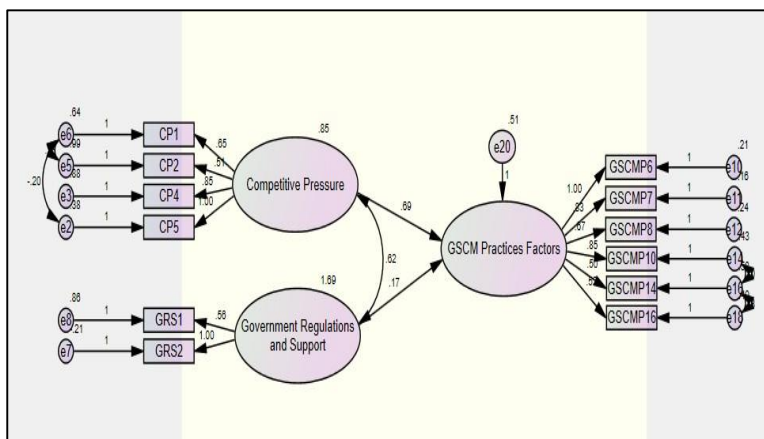 .64
e6
1
CP1
.99
e5
1
CP2
.88
e3
1
CP4
.38
e2
1
CP5
-.20
.65
.51
.85
1.00
.85
Competitive Pressure
.86
e8
1
GRS1
.21
e7
1
GRS2
.56
1.00
1.69
Government Regulations
and Support
.62
.69
.17
.51
e20
1
GSCM Practices Factors
1.00
.83
.67
.85
.50
GSCMP6
1
e10
.21
GSCMP7
1
e11
.16
GSCMP8
1
e12
.24
GSCMP10
1
e14
.43
GSCMP14
1
e16
GSCMP16
1
e18